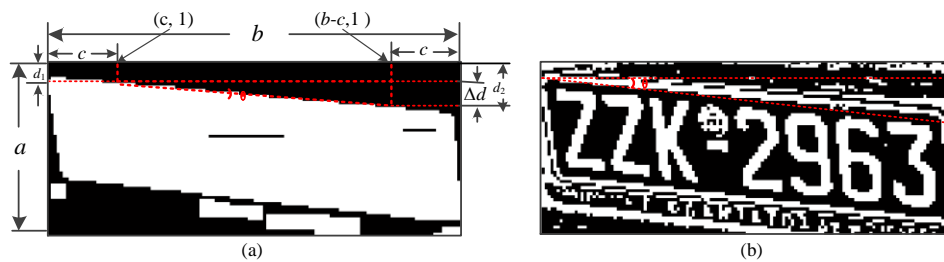 (c, 1)
(b-c,1 )
b
c
c
d₁
Δd
d₂
a
θ
θ
ZZK 2963
(a)
(b)